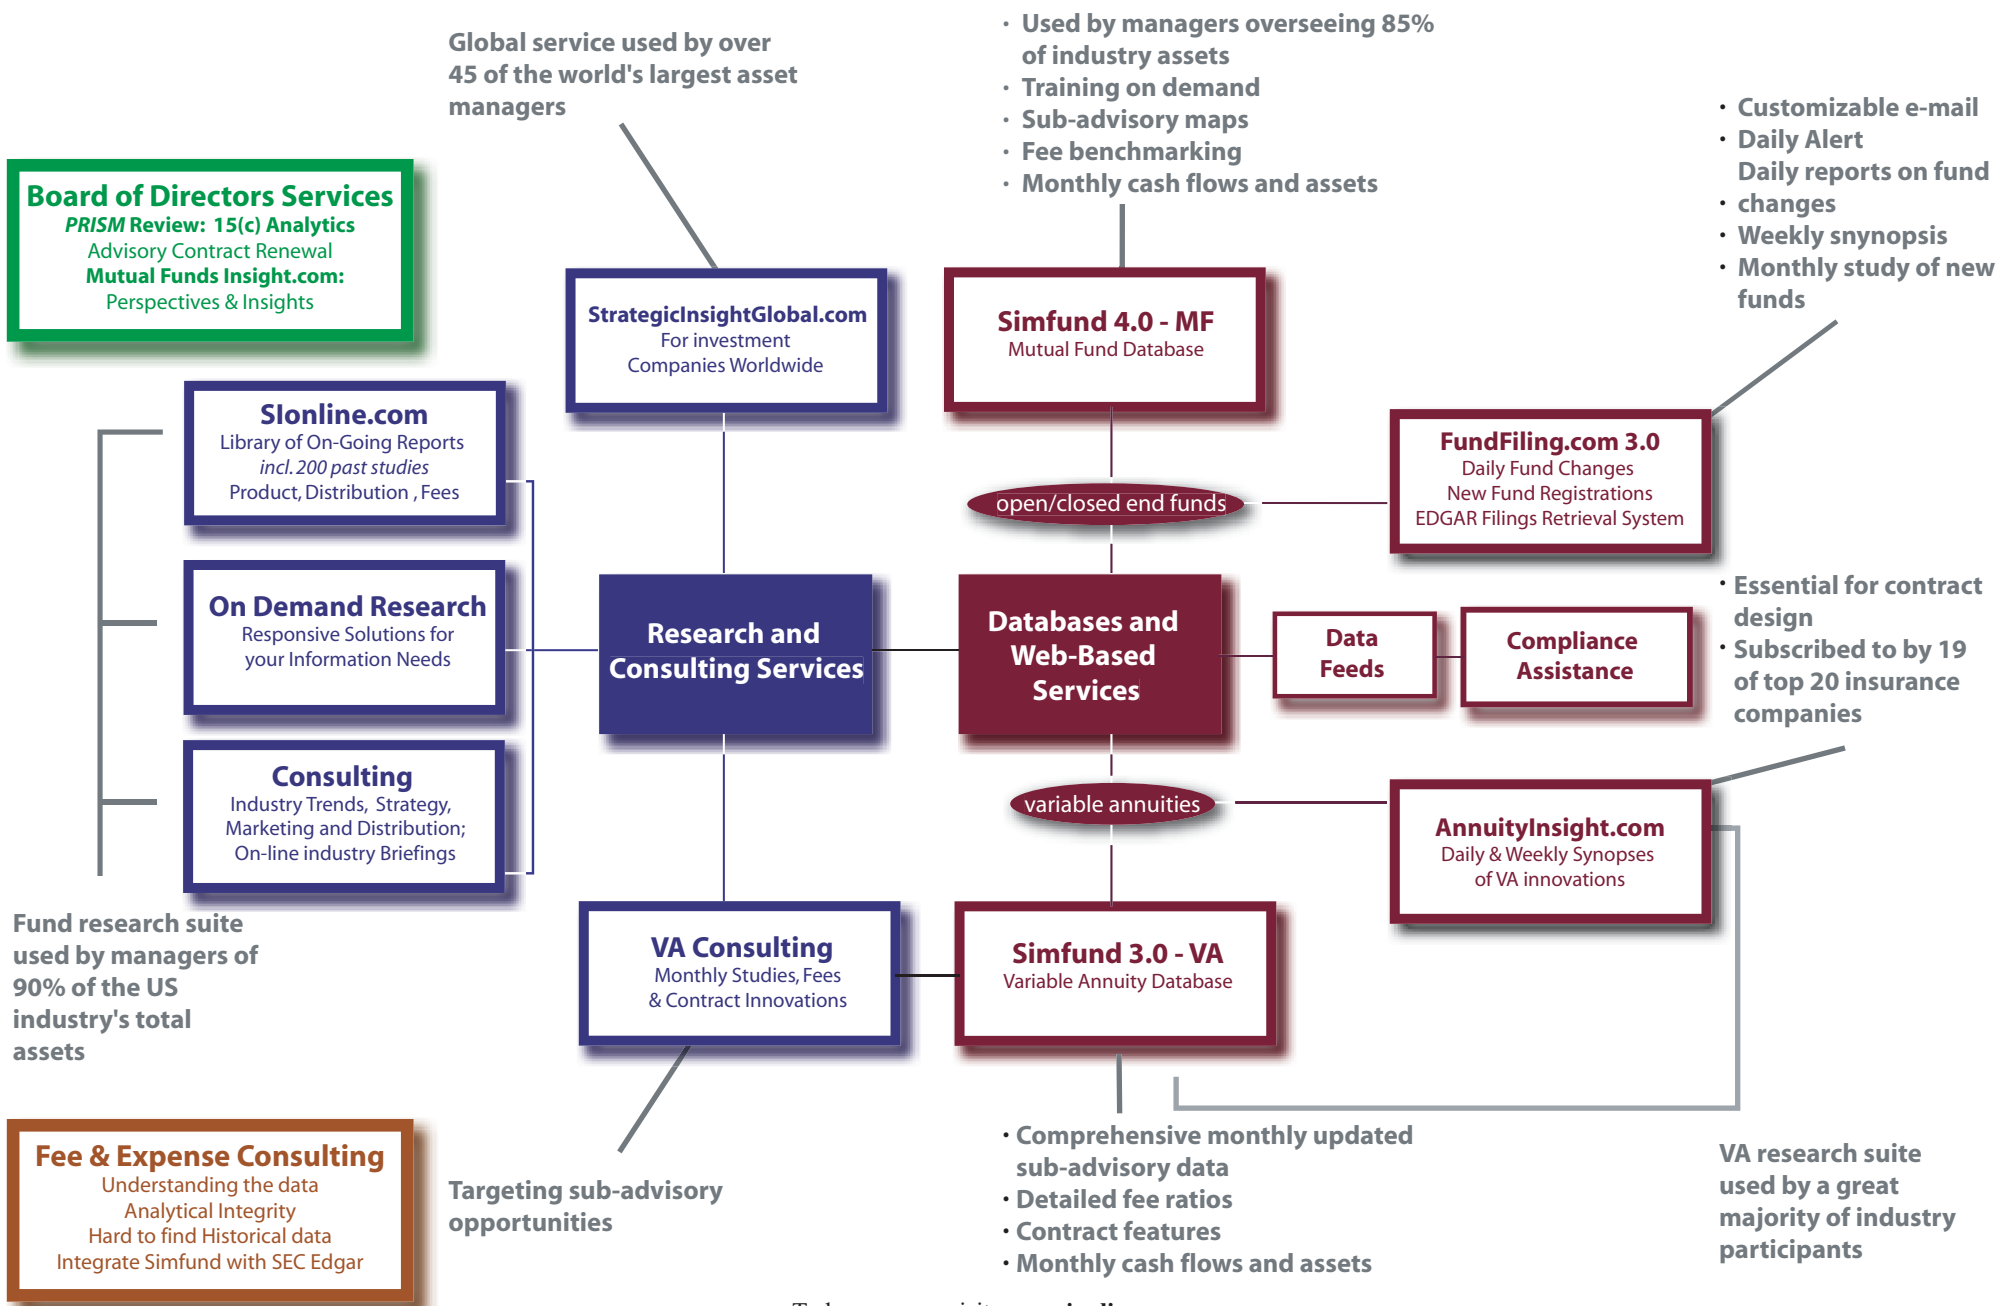 Global service used by over
45 of the world's largest asset
managers
· Used by managers overseeing 85%
of industry assets
· Training on demand
· Sub-advisory maps
· Fee benchmarking
· Monthly cash flows and assets
· Customizable e-mail
· Daily Alert
Daily reports on fund
· changes
· Weekly snynopsis
· Monthly study of new
funds
Board of Directors Services
PRISM Review: 15(c) Analytics
Advisory Contract Renewal
Mutual Funds Insight.com:
Perspectives & Insights
StrategicInsightGlobal.com
For investment
Companies Worldwide
Simfund 4.0 - MF
Mutual Fund Database
SIonline.com
Library of On-Going Reports
incl. 200 past studies
Product, Distribution , Fees
FundFiling.com 3.0
Daily Fund Changes
New Fund Registrations
EDGAR Filings Retrieval System
open/closed end funds
On Demand Research
Responsive Solutions for
your Information Needs
Research and
Consulting Services
Databases and
Web-Based
Services
Data
Feeds
Compliance
Assistance
· Essential for contract
design
· Subscribed to by 19
of top 20 insurance
companies
Consulting
Industry Trends, Strategy,
Marketing and Distribution;
On-line industry Briefings
variable annuities
AnnuityInsight.com
Daily & Weekly Synopses
of VA innovations
Fund research suite
used by managers of
90% of the US
industry's total
assets
VA Consulting
Monthly Studies, Fees
& Contract Innovations
Simfund 3.0 - VA
Variable Annuity Database
Fee & Expense Consulting
Understanding the data
Analytical Integrity
Hard to find Historical data
Integrate Simfund with SEC Edgar
Targeting sub-advisory
opportunities
· Comprehensive monthly updated
sub-advisory data
· Detailed fee ratios
· Contract features
· Monthly cash flows and assets
VA research suite
used by a great
majority of industry
participants